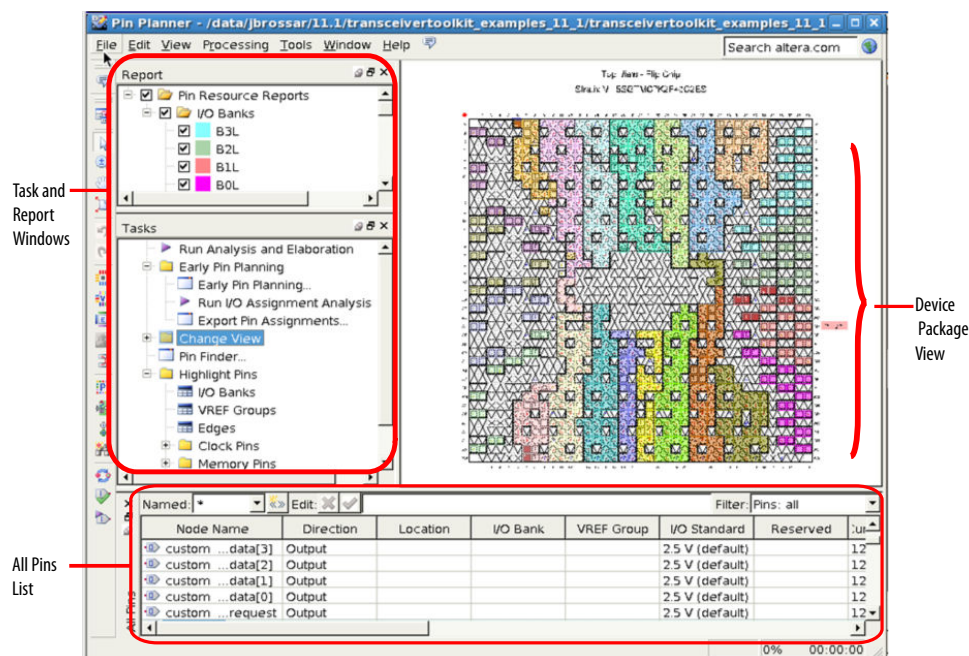 Pin Planner - /data/jbrossar/11.1/transceivertoolkit_examples_11_1/transceivertoolkit_examples_11_1
File Edit View Processing Tools Window Help
Search altera.com
Report
Pin Resource Reports
I/O Banks
B3L
B2L
B1L
B0L
Task and
Report
Windows
Tasks
Run Analysis and Elaboration
Early Pin Planning
Early Pin Planning...
Run I/O Assignment Analysis
Export Pin Assignments...
Change View
Pin Finder...
Highlight Pins
I/O Banks
VREF Groups
Edges
Clock Pins
Memory Pins
Top View - Flip Chip
Device
Package
View
All Pins
List
All Pins
Named: * Edit: Filter: Pins: all
Node Name Direction Location I/O Bank VREF Group I/O Standard Reserved
custom ...data[3] Output 2.5 V (default) 12
custom ...data[2] Output 2.5 V (default) 12
custom ...data[1] Output 2.5 V (default) 12
custom ...data[0] Output 2.5 V (default) 12
custom ...request Output 2.5 V (default) 12
0% 00:00:00